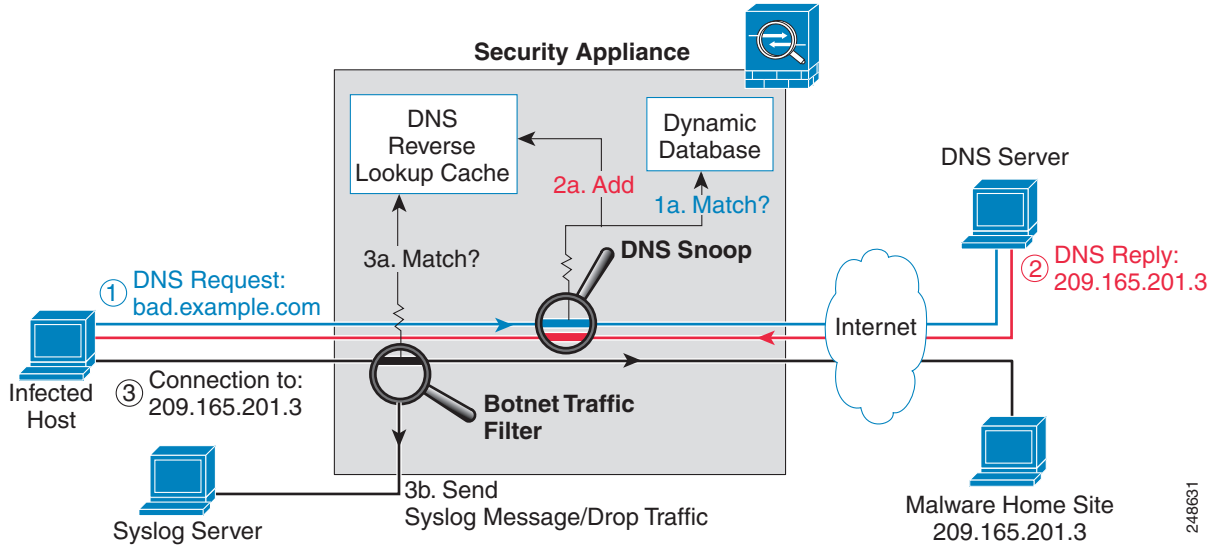 Security Appliance
DNS
Reverse
Lookup Cache
Dynamic
Database
DNS Server
2a. Add
1a. Match?
3a. Match?
DNS Snoop
2 DNS Reply:
209.165.201.3
1 DNS Request:
bad.example.com
Internet
Infected
Host
3 Connection to:
209.165.201.3
Botnet Traffic
Filter
3b. Send
Syslog Message/Drop Traffic
Syslog Server
Malware Home Site
209.165.201.3
248631